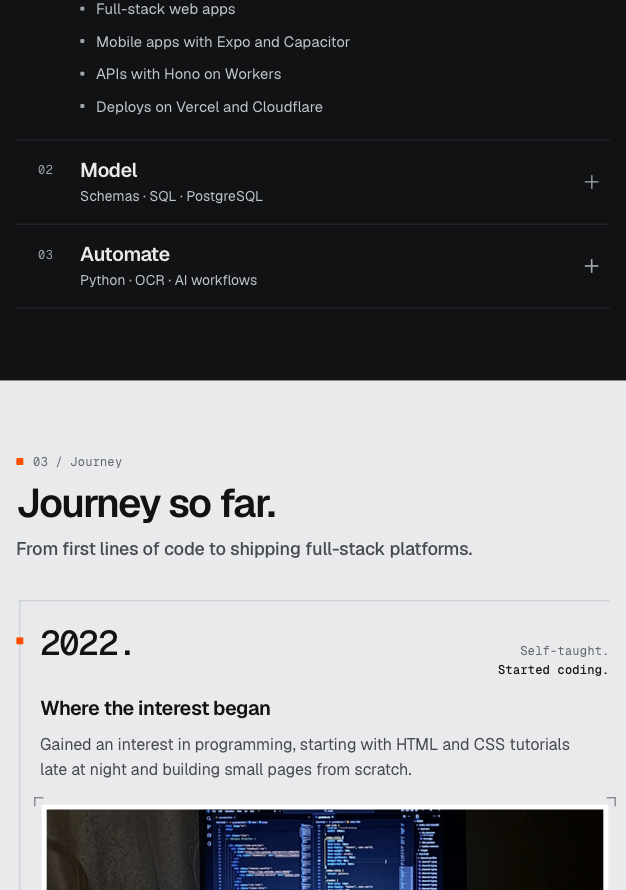 Full-stack web apps
Mobile apps with Expo and Capacitor
APIs with Hono on Workers
Deploys on Vercel and Cloudflare
02 Model
Schemas · SQL · PostgreSQL
03 Automate
Python · OCR · AI workflows
03 / Journey
Journey so far.
From first lines of code to shipping full-stack platforms.
2022.
Self-taught.
Started coding.
Where the interest began
Gained an interest in programming, starting with HTML and CSS tutorials
late at night and building small pages from scratch.